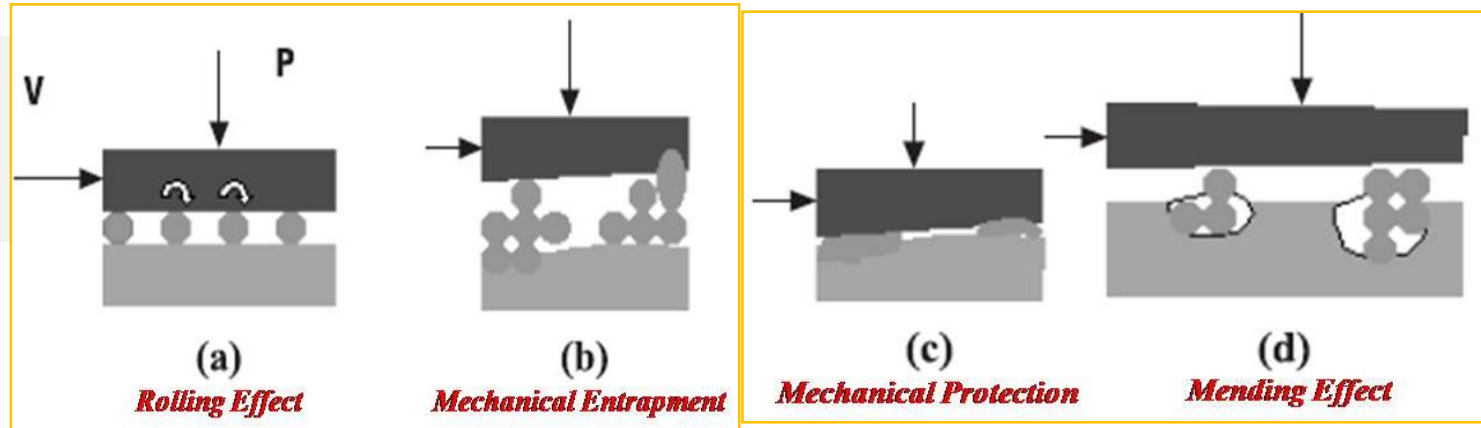 V
P
(a)
Rolling Effect
(b)
Mechanical Entrapment
(c)
Mechanical Protection
(d)
Mending Effect